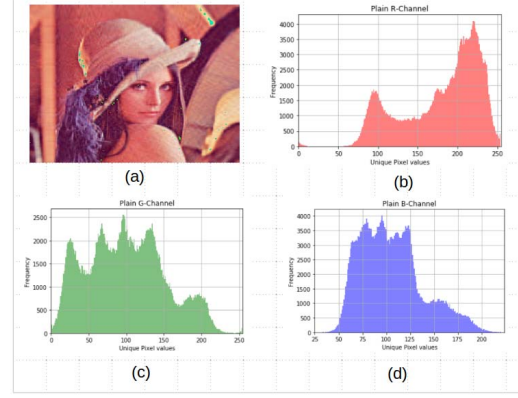 Plain R-Channel
Frequency
4000
3500
3000
2500
2000
1500
1000
500
0
0 50 100 150 200 250
Unique Pixel values
(a)
(b)
Plain G-Channel
Frequency
2500
2000
1500
1000
500
0
0 50 100 150 200 250
Unique Pixel values
Plain B-Channel
Frequency
4000
3500
3000
2500
2000
1500
1000
500
0
25 50 75 100 125 150 175 200
Unique Pixel values
(c)
(d)